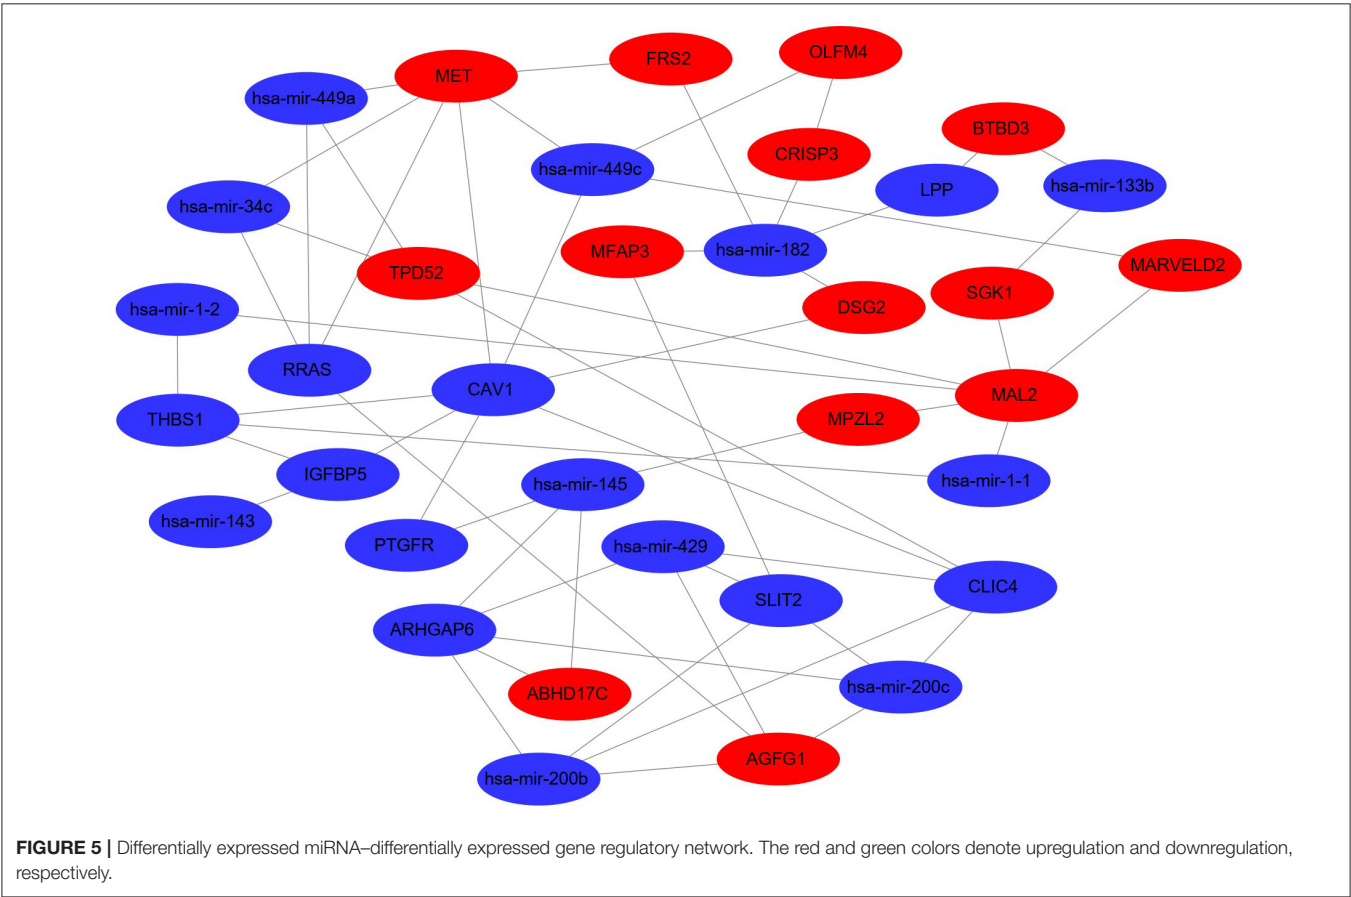 FRS2
OLFM4
MET
hsa-mir-449a
BTBD3
CRISP3
hsa-mir-449c
LPP
hsa-mir-133b
hsa-mir-34c
MFAP3
hsa-mir-182
MARVELD2
TPD52
SGK1
hsa-mir-1-2
DSG2
RRAS
CAV1
MAL2
THBS1
MPZL2
IGFBP5
hsa-mir-145
hsa-mir-1-1
hsa-mir-143
PTGFR
hsa-mir-429
CLIC4
SLIT2
ARHGAP6
hsa-mir-200c
ABHD17C
AGFG1
hsa-mir-200b
FIGURE 5 | Differentially expressed miRNA–differentially expressed gene regulatory network. The red and green colors denote upregulation and downregulation,
respectively.